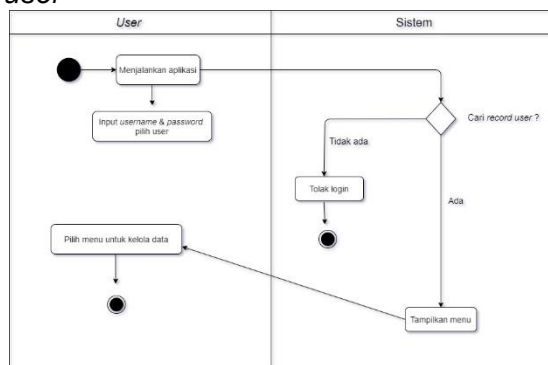 user
User
Sistem
Menjalankan aplikasi
Input username & password
pilih user
Cari record user ?
Tidak ada
Tolak login
Ada
Pilih menu untuk kelola data
Tampilkan menu